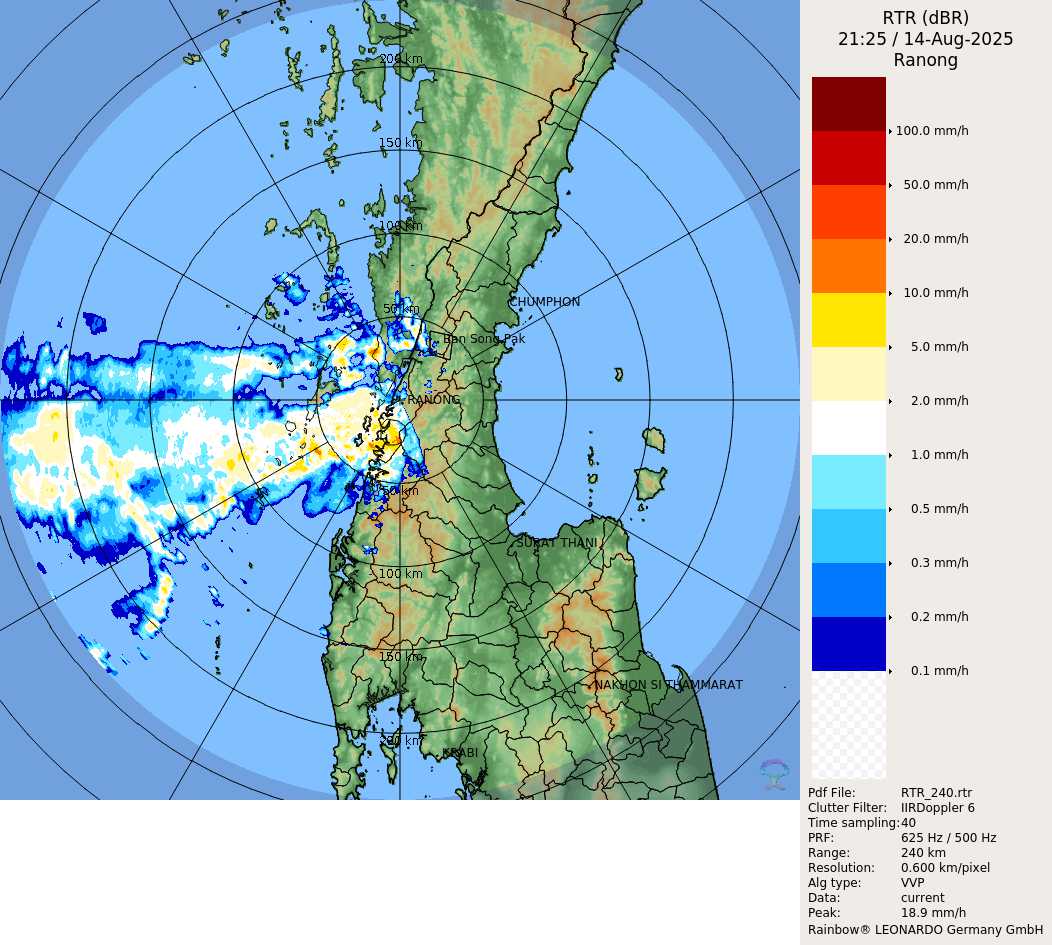 RTR (dBR)
21:25 / 14-Aug-2025
Ranong
200 km
150 km
100 km
50 km
CHUMPHON
Ban Song Pak
RANONG
50 km
SURAT THANI
100 km
150 km
NAKHON SI THAMMARAT
200 km
KRABI
100.0 mm/h
50.0 mm/h
20.0 mm/h
10.0 mm/h
5.0 mm/h
2.0 mm/h
1.0 mm/h
0.5 mm/h
0.3 mm/h
0.2 mm/h
0.1 mm/h
Pdf File: RTR_240.rtr
Clutter Filter: IIRDoppler 6
Time sampling:40
PRF: 625 Hz / 500 Hz
Range: 240 km
Resolution: 0.600 km/pixel
Alg type: VVP
Data: current
Peak: 18.9 mm/h
Rainbow® LEONARDO Germany GmbH